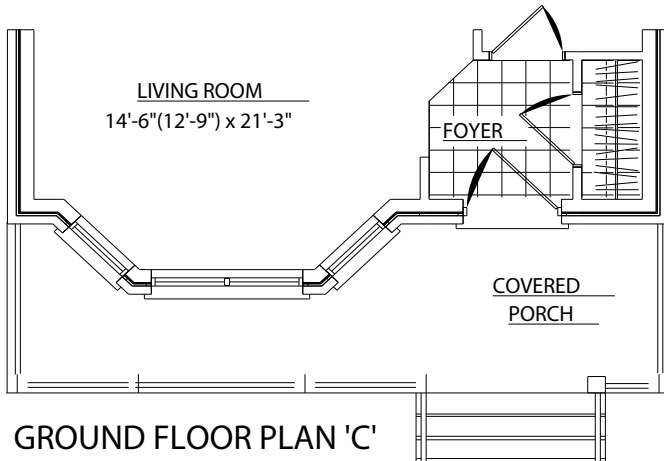 LIVING ROOM
14'-6"(12'-9") x 21'-3"
FOYER
COVERED
PORCH
GROUND FLOOR PLAN 'C'